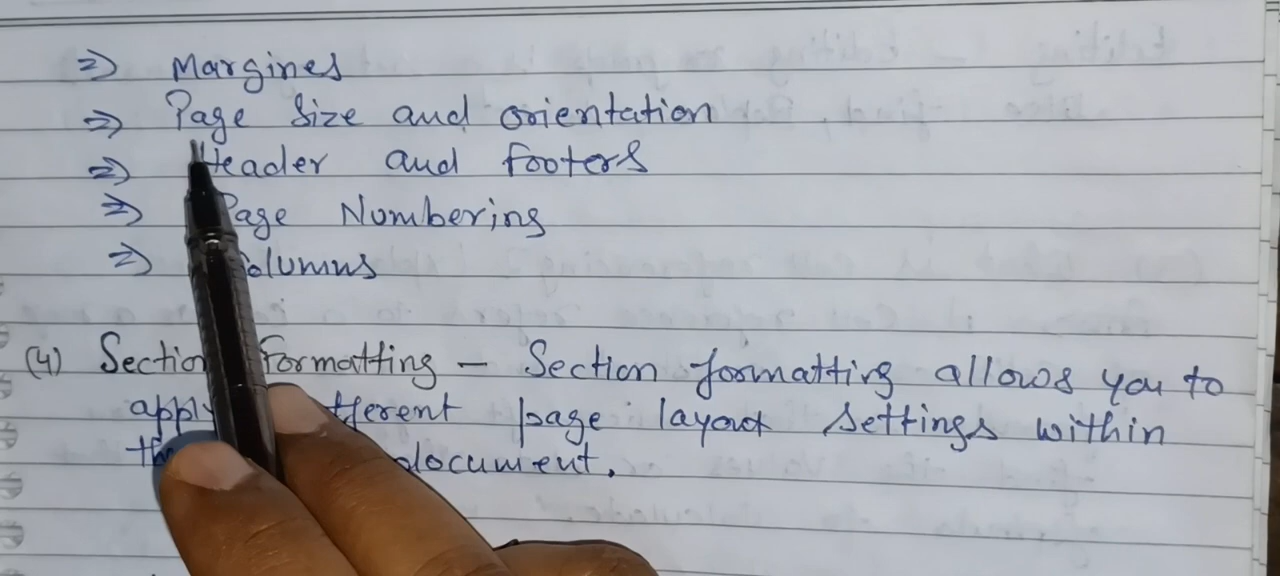 => Margines
=> Page Size and orientation
=> Header and footers
=> Page Numbering
=> Columns
(4) Section Formatting - Section formatting allows you to
apply different page layout settings within
document.